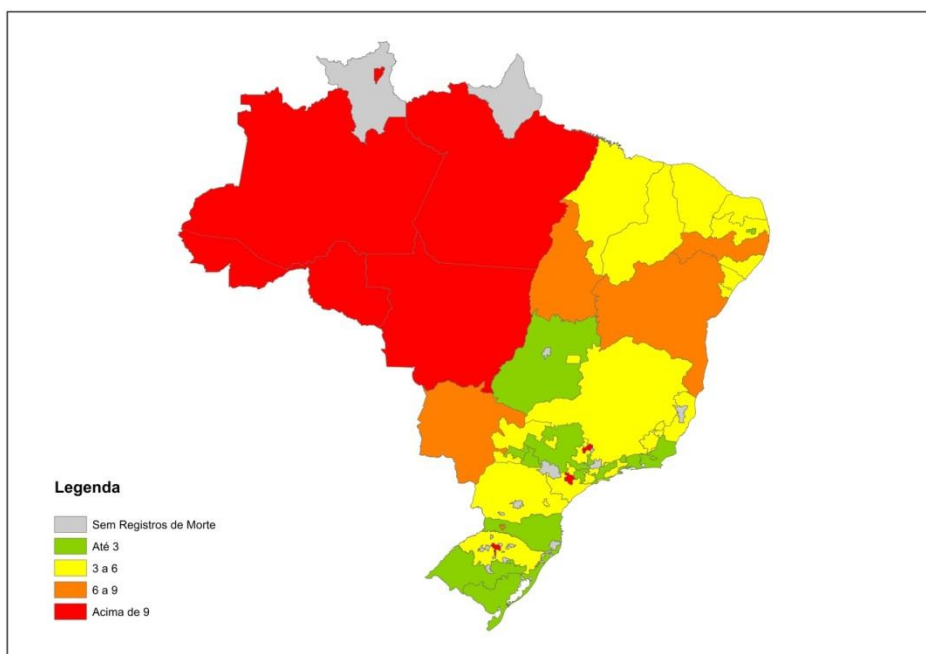 Legenda
Sem Registros de Morte
Até 3
3 a 6
6 a 9
Acima de 9